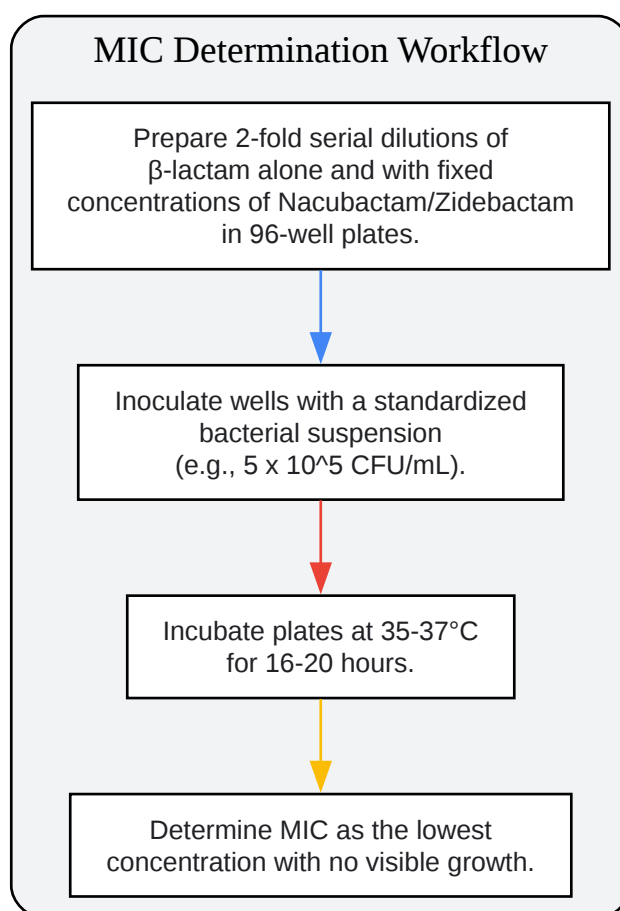 MIC Determination Workflow
Prepare 2-fold serial dilutions of
β-lactam alone and with fixed
concentrations of Nacubactam/Zidebactam
in 96-well plates.
Inoculate wells with a standardized
bacterial suspension
(e.g., 5 x 10^5 CFU/mL).
Incubate plates at 35-37°C
for 16-20 hours.
Determine MIC as the lowest
concentration with no visible growth.